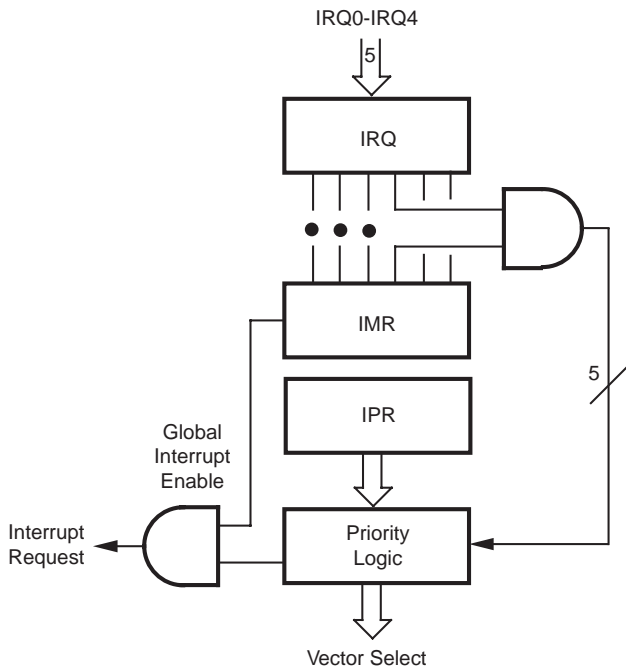 IRQ0-IRQ4
5
IRQ
IMR
5
IPR
Global
Interrupt
Enable
Priority
Logic
Interrupt
Request
Vector Select